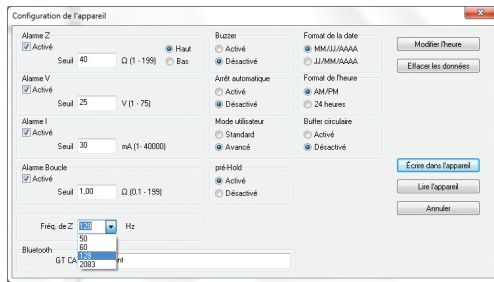 Configuration de l'appareil
Alarme Z
Activé
Haut
Seuil 40 Ω (1 - 199) Bas
Alarme V
Activé
Seuil 25 V (1 - 75)
Alarme I
Activé
Seuil 30 mA (1- 40000)
Alarme Boucle
Activé
Seuil 1,00 Ω (0.1 - 199)
Fréq. de Z 128 Hz
50
60
128
2083
Bluetooth
GT CA
Buzzer
Activé
Désactivé
Arrêt automatique
Activé
Désactivé
Mode utilisateur
Standard
Avancé
pré-Hold
Activé
Désactivé
Format de la date
MM/JJ/AAAA
JJ/MM/AAAA
Format de l'heure
AM/PM
24 heures
Buffer circulaire
Activé
Désactivé
Modifier l'heure
Effacer les données
Écrire dans l'appareil
Lire l'appareil
Annuler